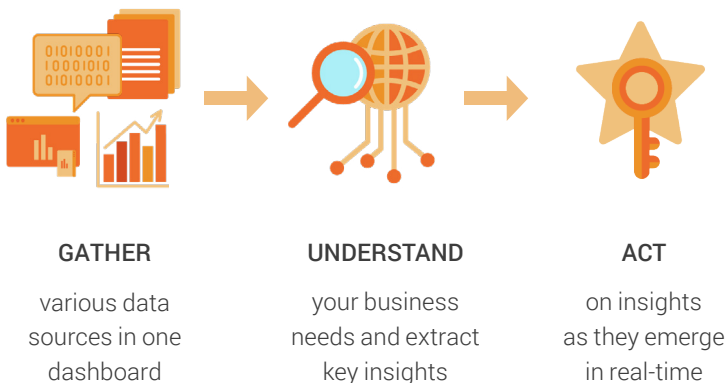 01010001
10001010
01010001
GATHER
various data
sources in one
dashboard
UNDERSTAND
your business
needs and extract
key insights
ACT
on insights
as they emerge
in real-time